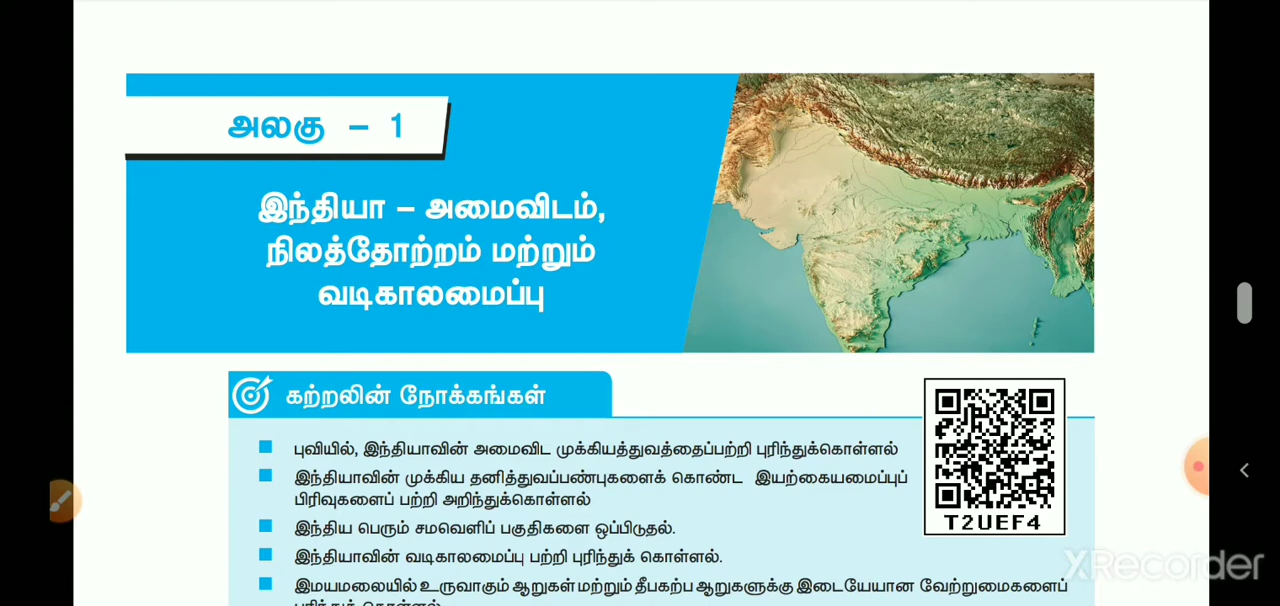 அலகு – 1
இந்தியா – அமைவிடம்,
நிலத்தோற்றம் மற்றும்
வடிகாலமைப்பு
கற்றலின் நோக்கங்கள்
புவியில், இந்தியாவின் அமைவிட முக்கியத்துவத்தைப்பற்றி புரிந்துக்கொள்ளல்
இந்தியாவின் முக்கிய தனித்துவப்பண்புகளைக் கொண்ட இயற்கையமைப்புப்
பிரிவுகளைப் பற்றி அறிந்துக்கொள்ளல்
இந்திய பெரும் சமவெளிப் பகுதிகளை ஒப்பிடுதல்.
இந்தியாவின் வடிகாலமைப்பு பற்றி புரிந்துக் கொள்ளல்.
இமயமலையில் உருவாகும் ஆறுகள் மற்றும் தீபகற்ப ஆறுகளுக்கு இடையேயான வேற்றுமைகளைப்
T2UEF4
XRecorder